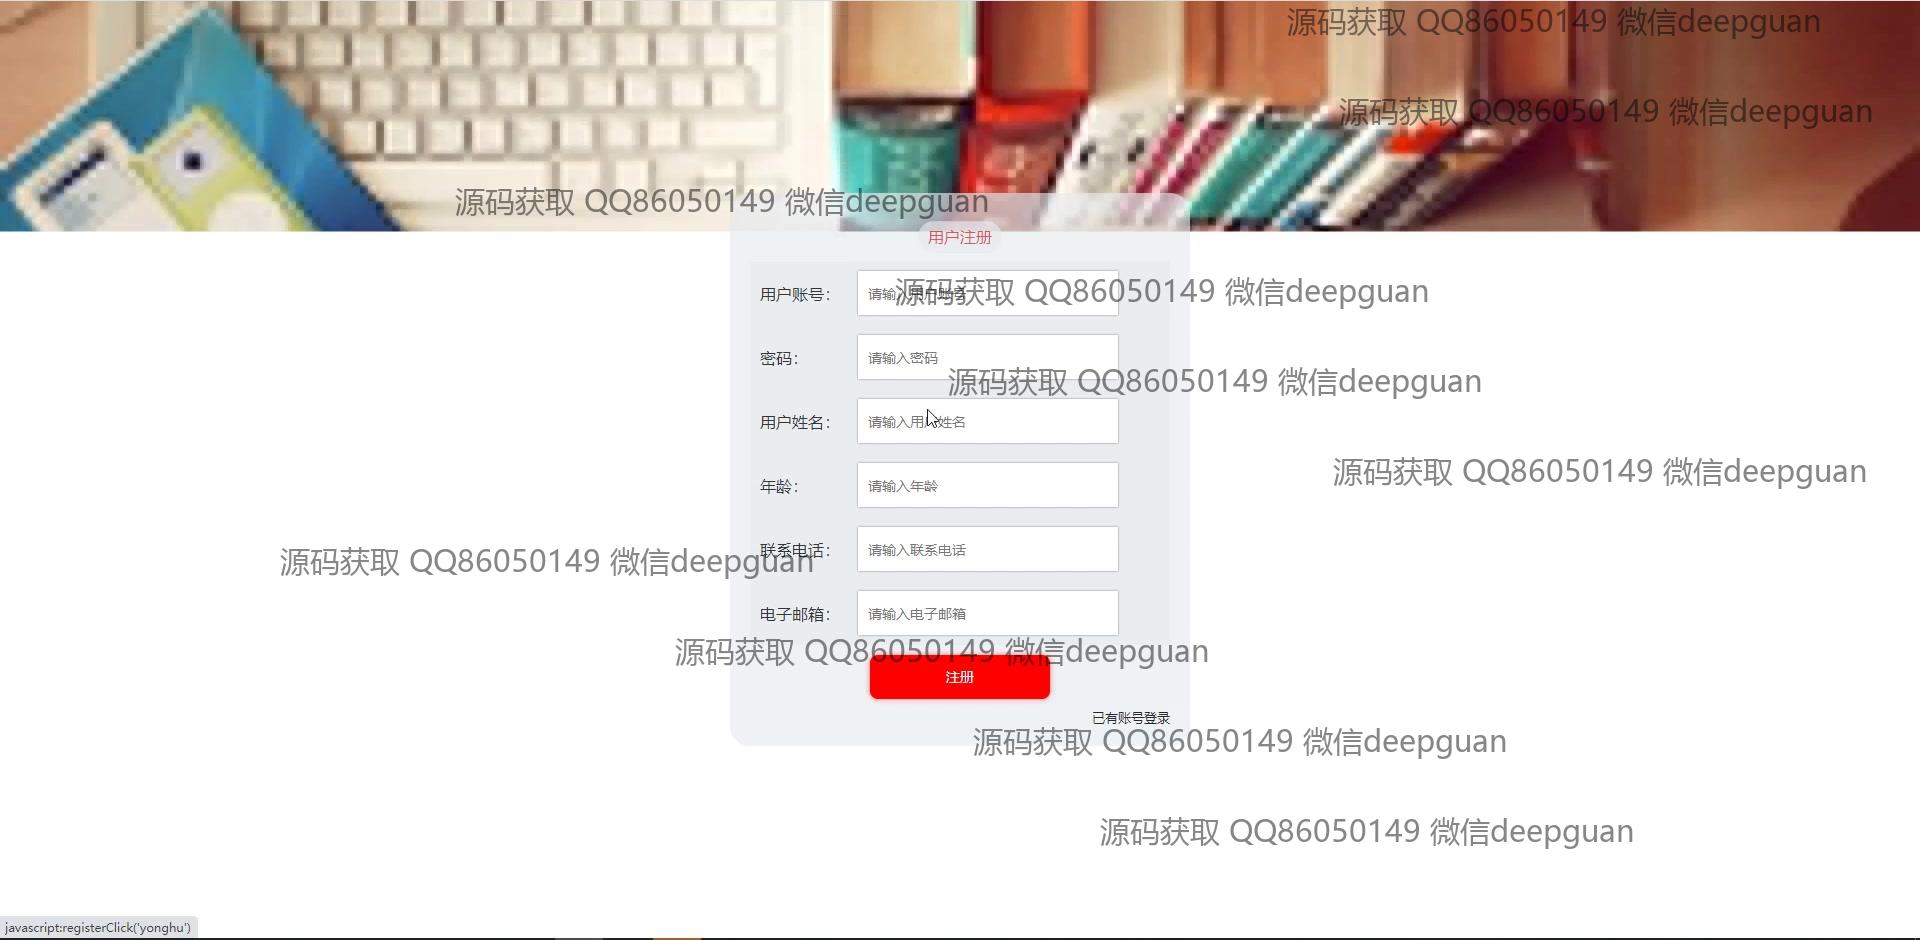 源码获取 QQ86050149 微信deepguan
源码获取 QQ86050149 微信deepguan
源码获取 QQ86050149 微信deepguan
用户注册
用户账号：
请输入用户账号
源码获取 QQ86050149 微信deepguan
密码：
请输入密码
源码获取 QQ86050149 微信deepguan
用户姓名：
请输入用户姓名
源码获取 QQ86050149 微信deepguan
年龄：
请输入年龄
联系电话：
请输入联系电话
源码获取 QQ86050149 微信deepguan
电子邮箱：
请输入电子邮箱
源码获取 QQ86050149 微信deepguan
注册
已有账号登录
源码获取 QQ86050149 微信deepguan
源码获取 QQ86050149 微信deepguan
javascript:registerClick('yonghu')